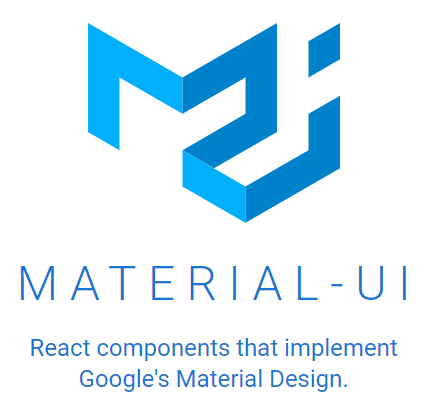 MATERIAL-UI
React components that implement
Google's Material Design.